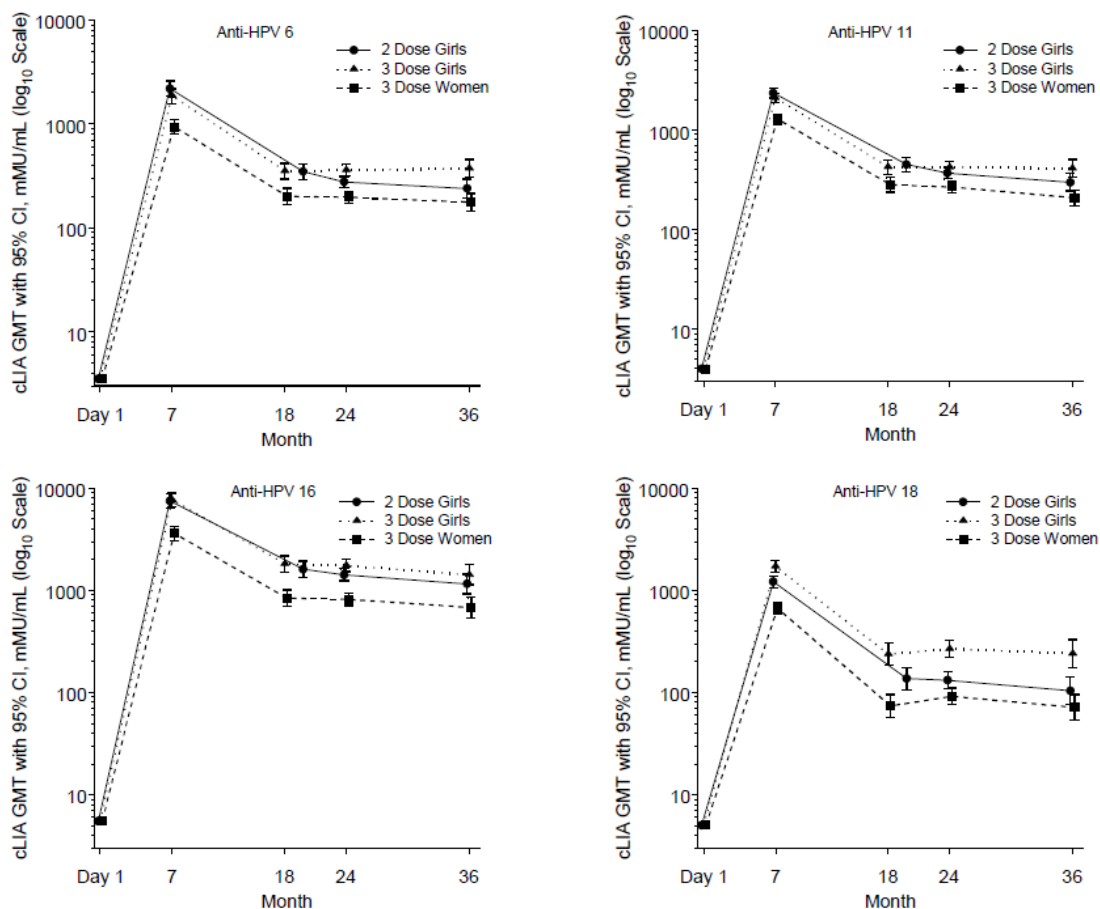 Anti-HPV 6
2 Dose Girls
3 Dose Girls
3 Dose Women
cLIA GMT with 95% CI, mMU/mL (log10 Scale)
10000
1000
100
10
Day 1 7 18 24 36
Month
Anti-HPV 11
2 Dose Girls
3 Dose Girls
3 Dose Women
cLIA GMT with 95% CI, mMU/mL (log10 Scale)
10000
1000
100
10
Day 1 7 18 24 36
Month
Anti-HPV 16
2 Dose Girls
3 Dose Girls
3 Dose Women
cLIA GMT with 95% CI, mMU/mL (log10 Scale)
10000
1000
100
10
Day 1 7 18 24 36
Month
Anti-HPV 18
2 Dose Girls
3 Dose Girls
3 Dose Women
cLIA GMT with 95% CI, mMU/mL (log10 Scale)
10000
1000
100
10
Day 1 7 18 24 36
Month